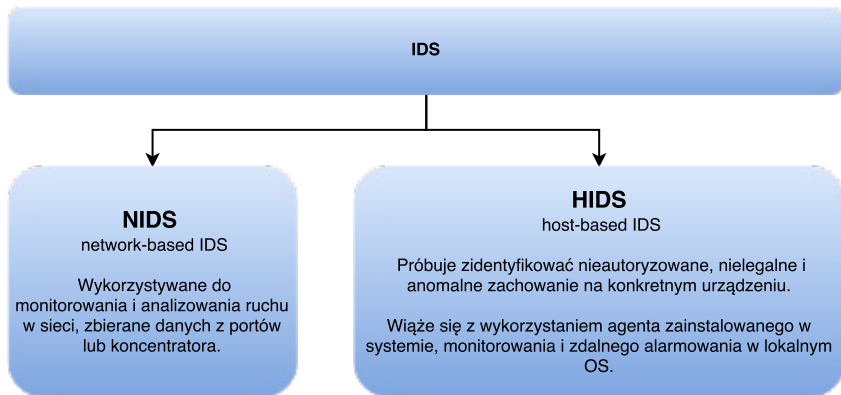 IDS
NIDS
network-based IDS
Wykorzystywane do
monitorowania i analizowania ruchu
w sieci, zbierane danych z portów
lub koncentratora.
HIDS
host-based IDS
Próbuje zidentyfikować nieautoryzowane, nielegalne i
anomalne zachowanie na konkretnym urządzeniu.
Wiąże się z wykorzystaniem agenta zainstalowanego w
systemie, monitorowania i zdalnego alarmowania w lokalnym
OS.